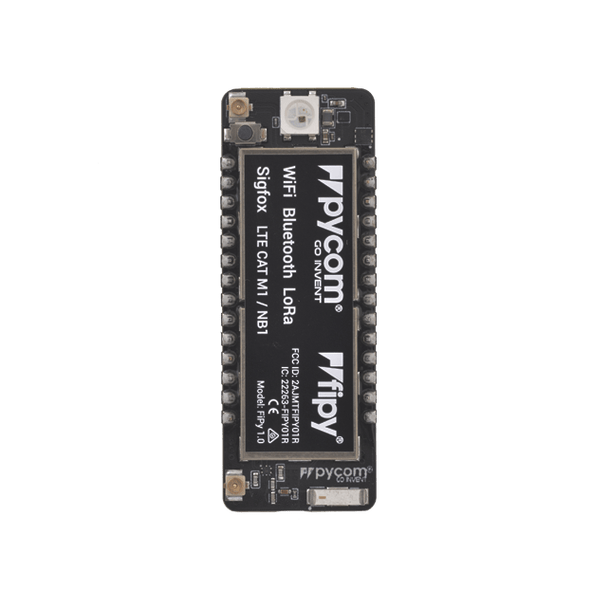 pycom®
GO INVENT
WiFi Bluetooth LoRa
Sigfox LTE CAT M1 / NB1
fipy®
FCC ID: 2AJMTFIPY01R
IC: 22263-FIPY01R
CE
Model: FiPy 1.0
pycom®
GO INVENT